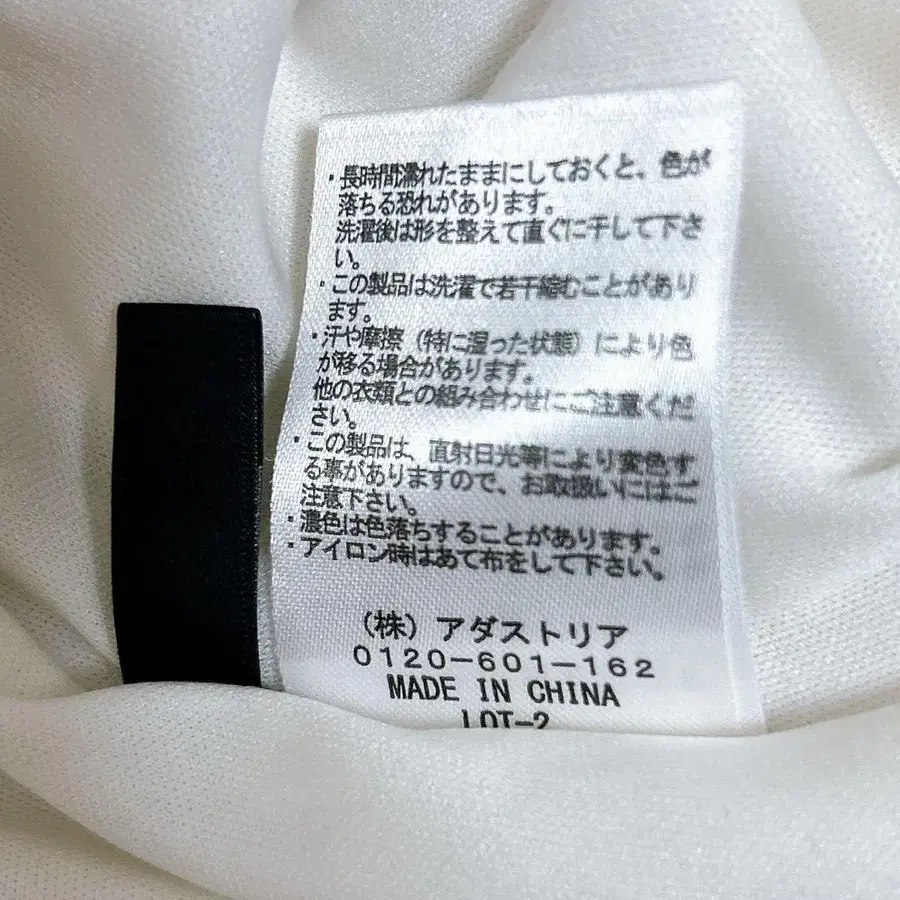 ・長時間濡れたままにしておくと、色が
落ちる恐れがあります。
洗濯後は形を整えて直ぐに干して下さ
い。
・この製品は洗濯で若干縮むことがあり
ます。
・汗や摩擦（特に湿った状態）により色
が移る場合があります。
他の衣類との組み合わせにご注意くだ
さい。
・この製品は、直射日光等により変色す
る事がありますので、お取扱いにはご
注意下さい。
・濃色は色落ちすることがあります。
・アイロン時はあて布をして下さい。
（株）アダストリア
0120-601-162
MADE IN CHINA
LOT-2